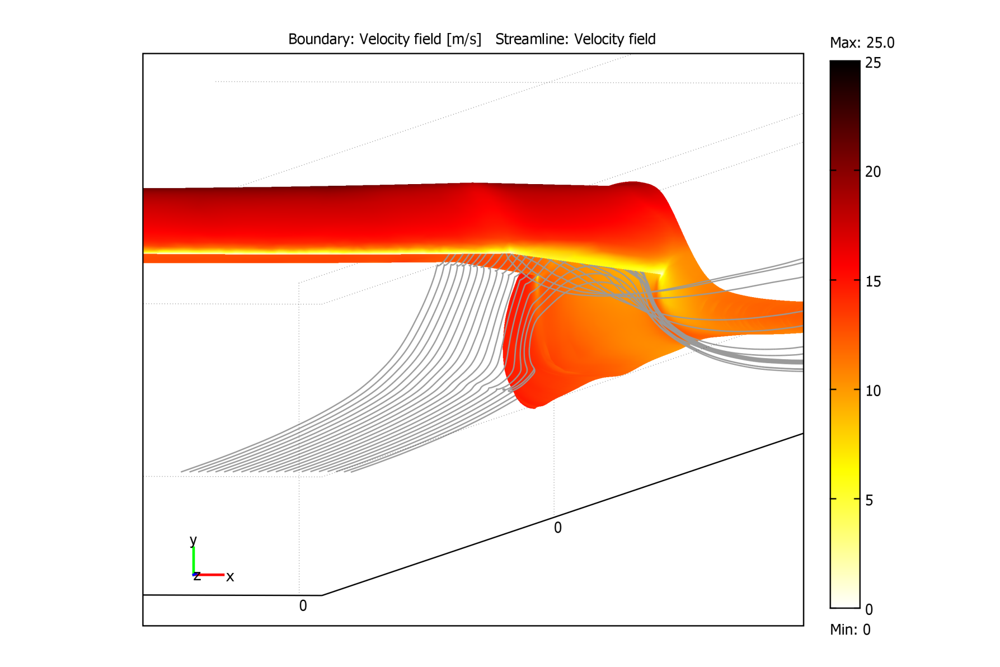 Boundary: Velocity field [m/s] Streamline: Velocity field
Max: 25.0
25
20
15
10
5
0
Min: 0
0
0
y
z
x